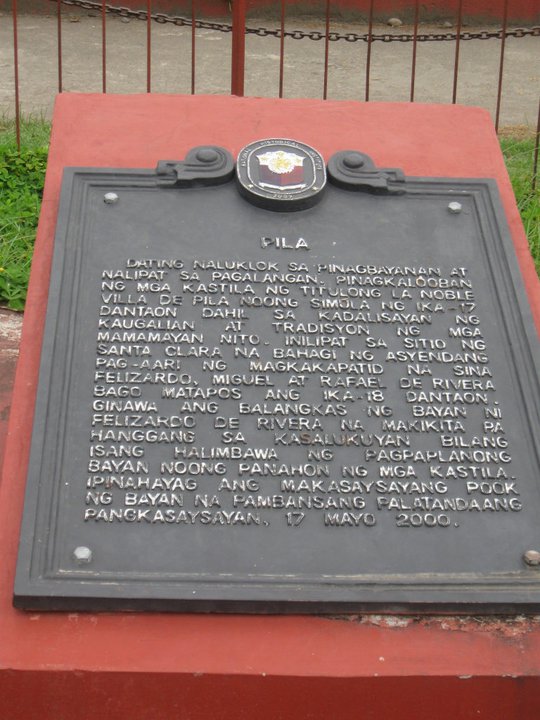 PILA
DATING NALUKLOK SA PINAGBAYANAN AT
NALIPAT SA PAGALANGAN. PINAGKALOOBAN
NG MGA KASTILA NG TITULONG LA NOBLE
VILLA DE PILA NOONG SIMULA NG IKA-17
DANTAON DAHIL SA KADALISAYAN NG
KAUGALIAN AT TRADISYON NG MGA
MAMAMAYAN NITO. INILIPAT SA SITIO NG
SANTA CLARA NA BAHAGI NG ASYENDANG
PAG-AARI NG MAGKAKAPATID NA SINA
FELIZARDO, MIGUEL AT RAFAEL DE RIVERA
BAGO MATAPOS ANG IKA-18 DANTAON.
GINAWA ANG BALANGKAS NG BAYAN NI
FELIZARDO DE RIVERA NA MAKIKITA PA
HANGGANG SA KASALUKUYAN BILANG
ISANG HALIMBAWA NG PAGPAPLANONG
BAYAN NOONG PANAHON NG MGA KASTILA.
IPINAHAYAG ANG MAKASAYSAYANG POOK
NG BAYAN NA PAMBANSANG PALATANDAANG
PANGKASAYSAYAN, 17 MAYO 2000.